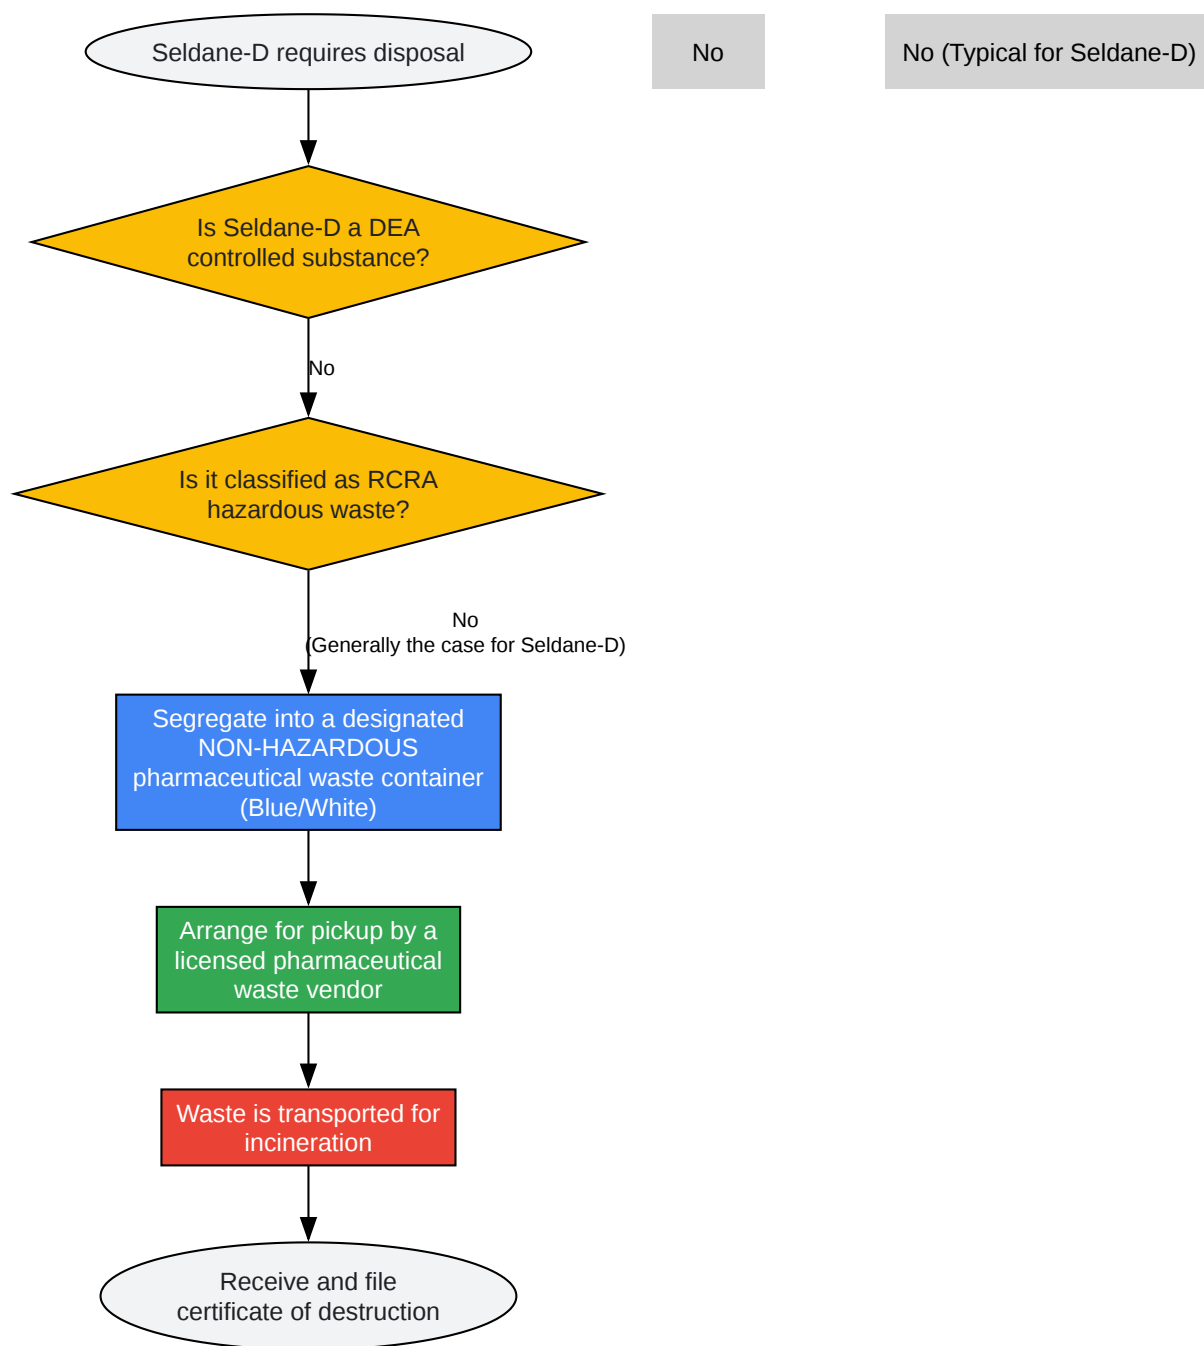 Seldane-D requires disposal
No
No (Typical for Seldane-D)
Is Seldane-D a DEA
controlled substance?
No
Is it classified as RCRA
hazardous waste?
No
(Generally the case for Seldane-D)
Segregate into a designated
NON-HAZARDOUS
pharmaceutical waste container
(Blue/White)
Arrange for pickup by a
licensed pharmaceutical
waste vendor
Waste is transported for
incineration
Receive and file
certificate of destruction